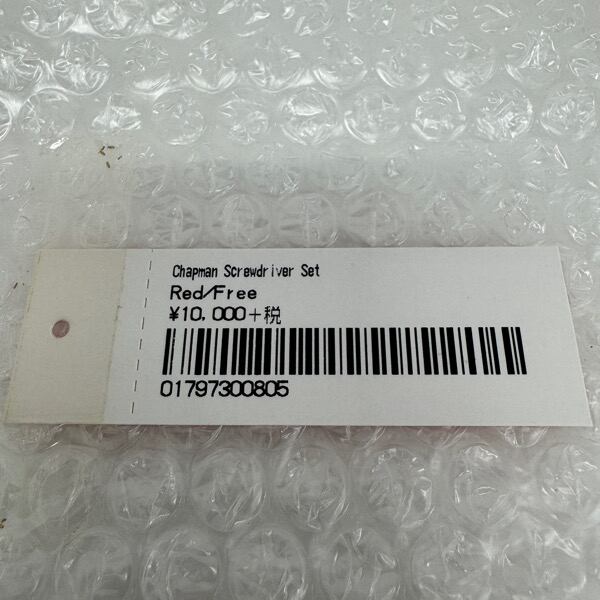 Chapman Screwdriver Set
Red/Free
¥10,000+税
01797300805